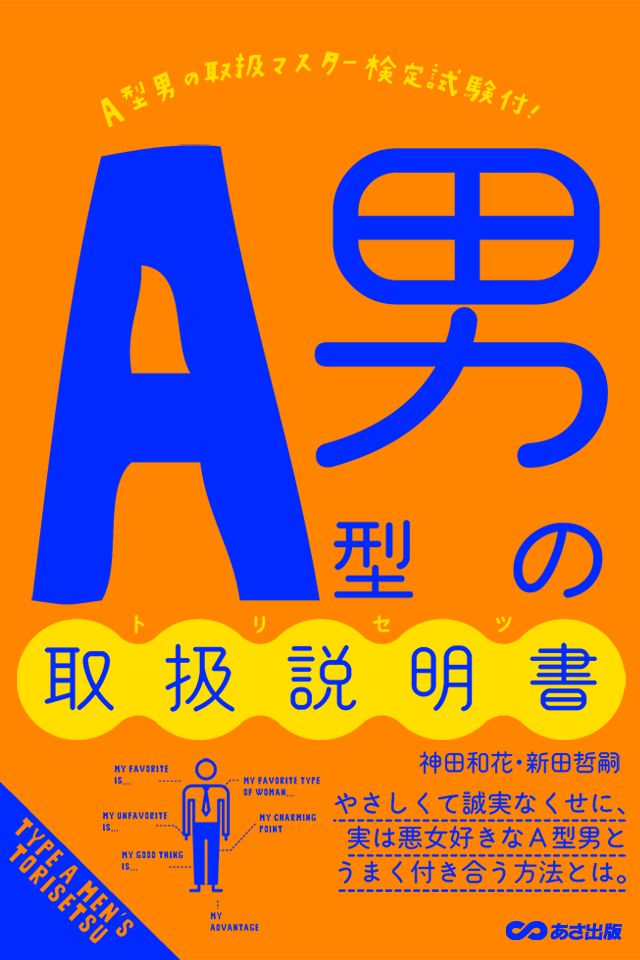 A型男の取扱マスター検定試験付!
A型男の
トリセツ
取扱説明書
神田和花・新田哲嗣
やさしくて誠実なくせに、
実は悪女好きなA型男と
うまく付き合う方法とは。
MY FAVORITE
IS...
MY FAVORITE TYPE
OF WOMAN...
MY UNFAVORITE
IS...
MY CHARMING
POINT
MY GOOD THING
IS...
MY
ADVANTAGE
TYPE A MEN'S
TORISETSU
あさ出版